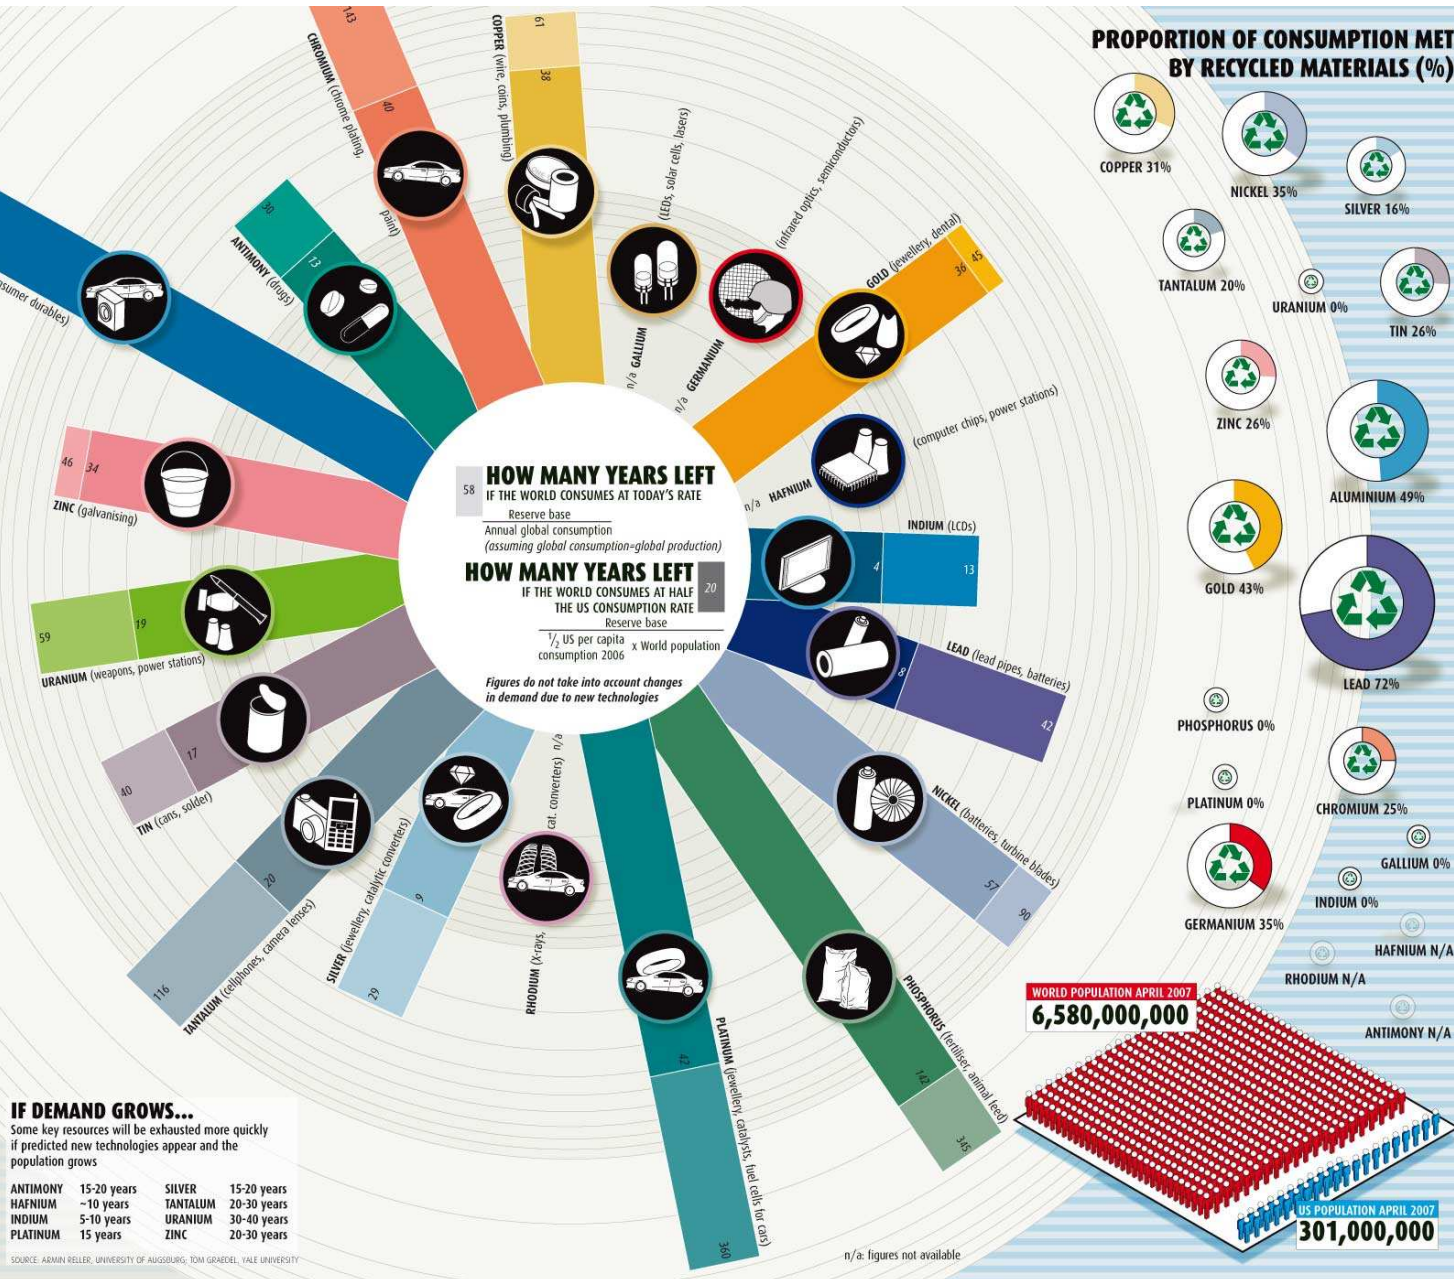 PROPORTION OF CONSUMPTION MET
BY RECYCLED MATERIALS (%)
COPPER 31%
NICKEL 35%
SILVER 16%
TANTALUM 20%
URANIUM 0%
TIN 26%
ZINC 26%
ALUMINIUM 49%
GOLD 43%
LEAD 72%
PHOSPHORUS 0%
PLATINUM 0%
CHROMIUM 25%
GALLIUM 0%
GERMANIUM 35%
INDIUM 0%
HAFNIUM N/A
RHODIUM N/A
ANTIMONY N/A
143
40
CHROMIUM (chrome plating,
paint)
61
38
COPPER (wire, coins, plumbing)
n/a GALLIUM
(LEDs, solar cells, lasers)
n/a GERMANIUM
(infrared optics, semiconductors)
GOLD (jewellery, dental)
36
45
n/a HAFNIUM
(computer chips, power stations)
INDIUM (LCDs)
4
13
LEAD (lead pipes, batteries)
8
42
NICKEL (batteries, turbine blades)
57
90
PHOSPHORUS (fertiliser, animal feed)
142
345
PLATINUM (jewellery, catalysts, fuel cells for cars)
42
360
RHODIUM (X-rays,
cat. converters) n/a
SILVER (jewellery, catalytic converters)
9
29
TANTALUM (cellphones, camera lenses)
20
116
TIN (cans, solder)
17
40
URANIUM (weapons, power stations)
19
59
ZINC (galvanising)
34
46
durables)
ANTIMONY (drugs)
13
30
58
HOW MANY YEARS LEFT
IF THE WORLD CONSUMES AT TODAY'S RATE
Reserve base
Annual global consumption
(assuming global consumption=global production)
HOW MANY YEARS LEFT
20
IF THE WORLD CONSUMES AT HALF
THE US CONSUMPTION RATE
Reserve base
1/2 US per capita
consumption 2006
x World population
Figures do not take into account changes
in demand due to new technologies
IF DEMAND GROWS...
Some key resources will be exhausted more quickly
if predicted new technologies appear and the
population grows
ANTIMONY 15-20 years SILVER 15-20 years
HAFNIUM ~10 years TANTALUM 20-30 years
INDIUM 5-10 years URANIUM 30-40 years
PLATINUM 15 years ZINC 20-30 years
SOURCE: ARMIN RELLER, UNIVERSITY OF AUGSBURG; TOM GRAEDEL, YALE UNIVERSITY
n/a: figures not available
WORLD POPULATION APRIL 2007
6,580,000,000
US POPULATION APRIL 2007
301,000,000